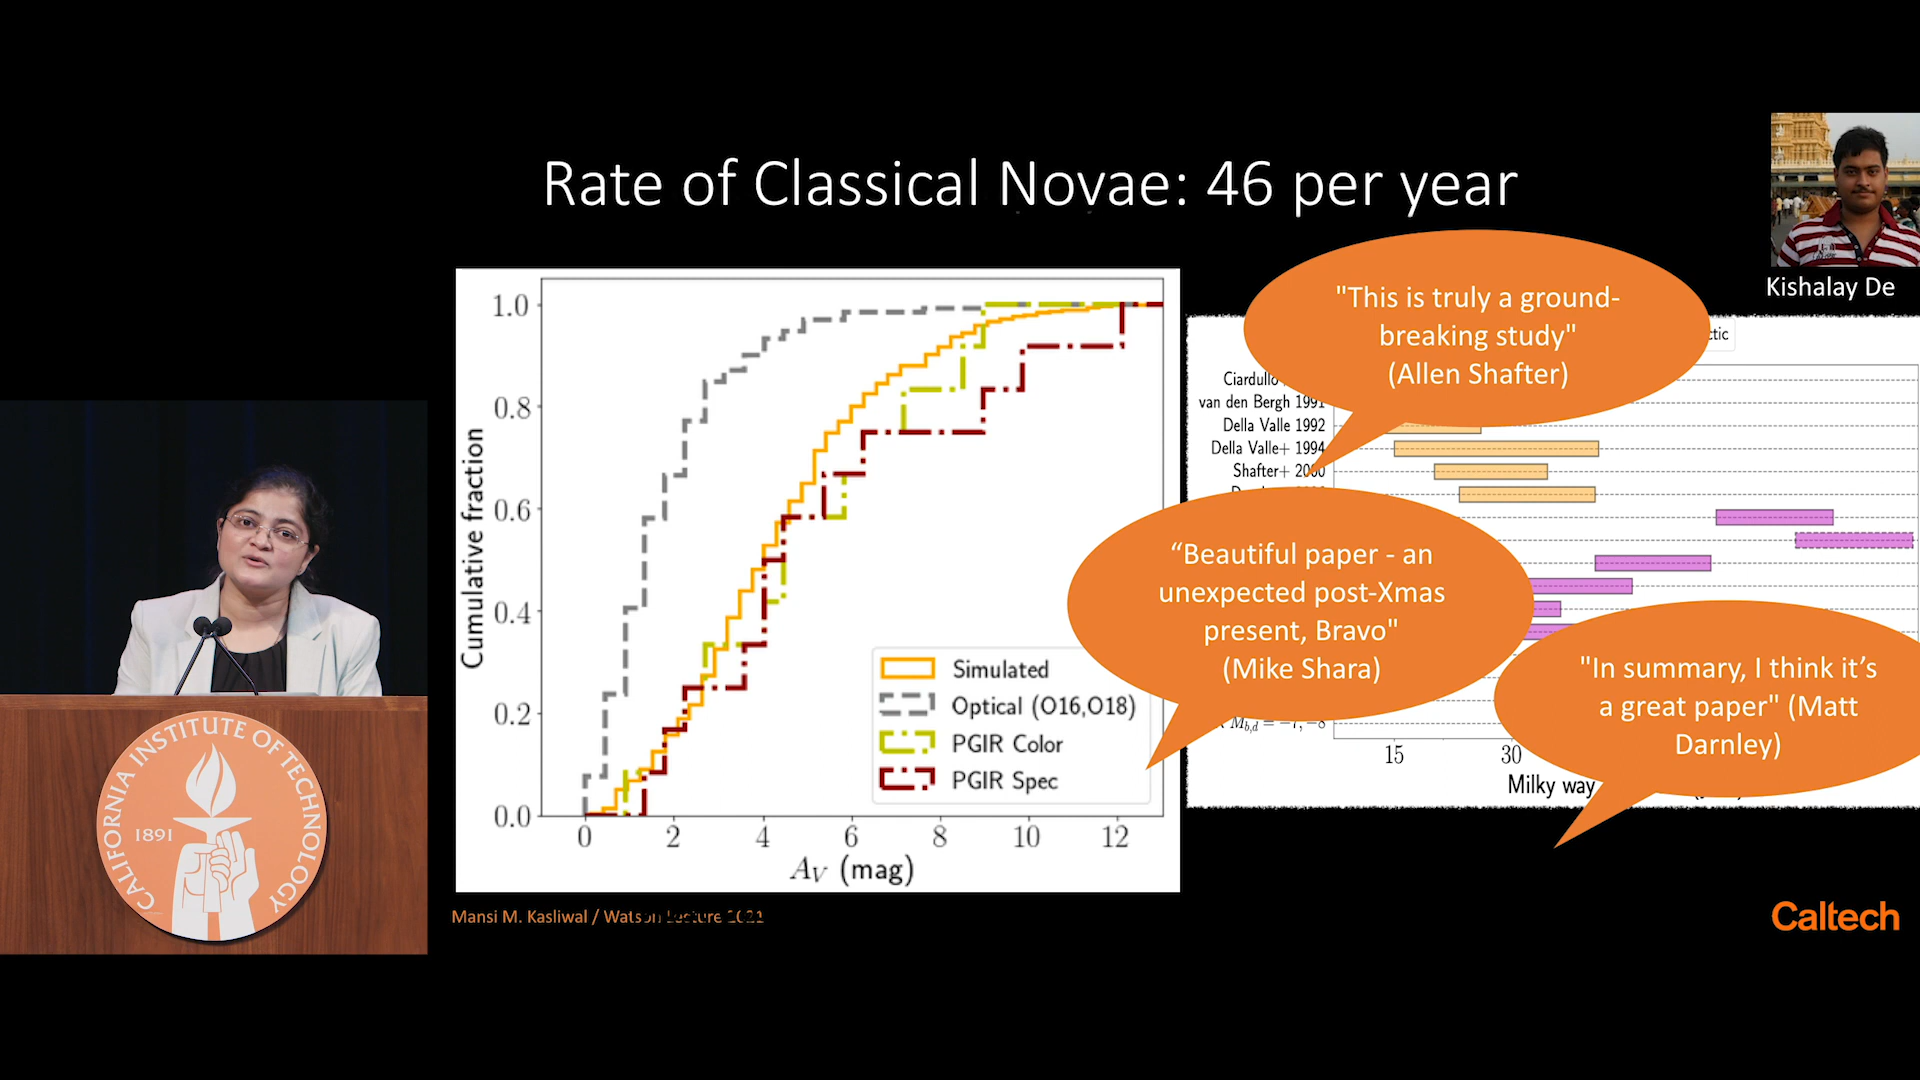 Rate of Classical Novae: 46 per year
Kishalay De
"This is truly a ground-
breaking study"
(Allen Shafter)
“Beautiful paper - an
unexpected post-Xmas
present, Bravo"
(Mike Shara)
"In summary, I think it’s
a great paper" (Matt
Darnley)
1.0
0.8
0.6
0.4
0.2
0.0
Cumulative fraction
0 2 4 6 8 10 12
A_V (mag)
Simulated
Optical (O16,O18)
PGIR Color
PGIR Spec
Ciardullo
van den Bergh 1991
Della Valle 1992
Della Valle+ 1994
Shafter+ 2000
M_{b,d} = −7, −8
15 30
Milky way
Mansi M. Kasliwal / Watson Lecture 2021
Caltech
CALIFORNIA INSTITUTE OF TECHNOLOGY
1891